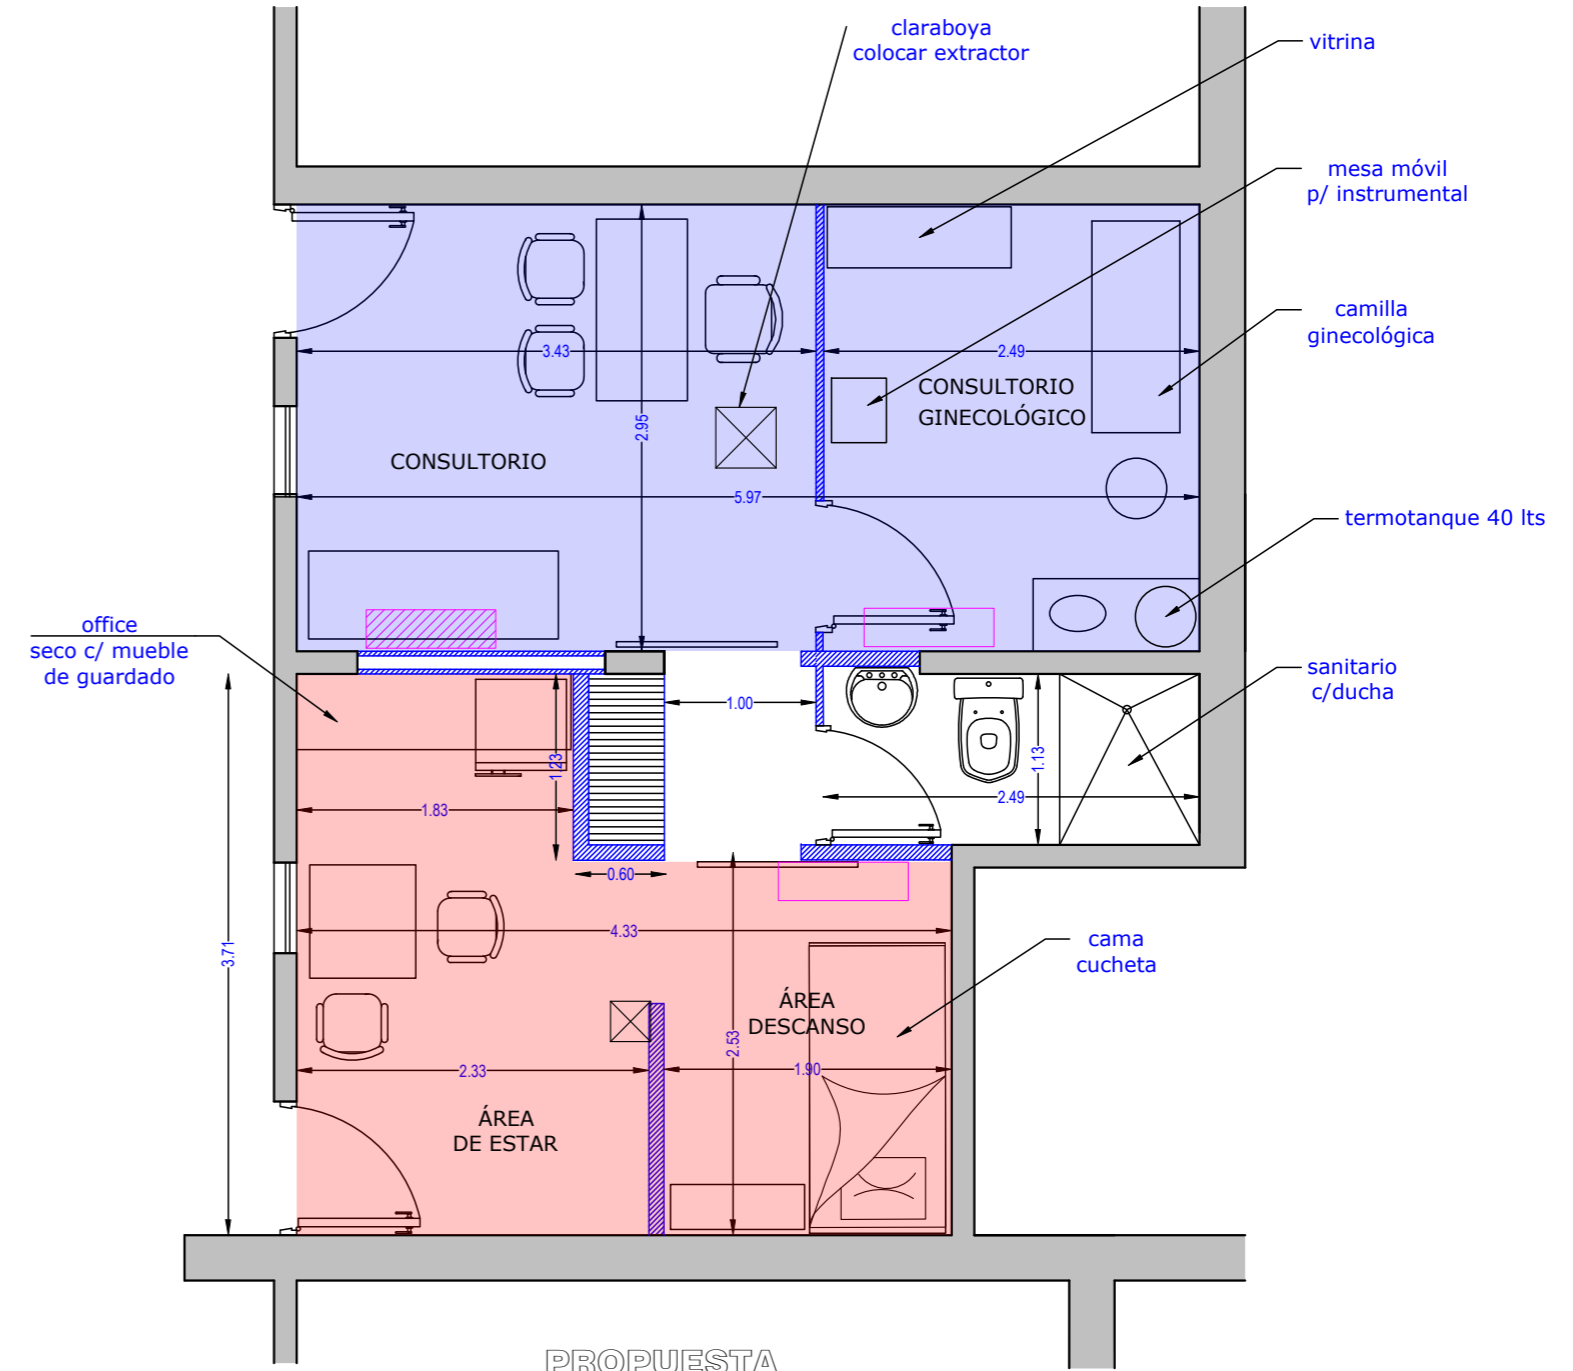 claraboya
colocar extractor
vitrina
mesa móvil
p/ instrumental
camilla
ginecológica
3.43
2.49
CONSULTORIO
GINECOLÓGICO
2.95
CONSULTORIO
5.97
termotanque 40 lts
office
seco c/ mueble
de guardado
sanitario
c/ducha
1.00
1.23
1.13
2.49
1.83
0.60
4.33
3.71
cama
cucheta
ÁREA
DESCANSO
2.53
2.33
1.90
ÁREA
DE ESTAR
PROPUESTA